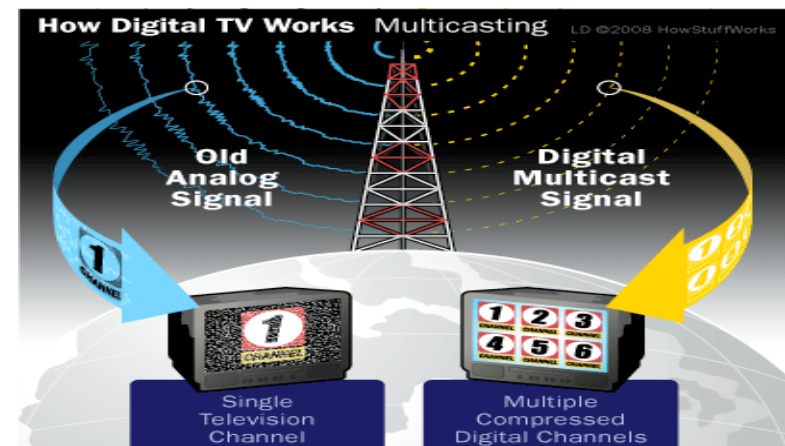 How Digital TV Works Multicasting
LD ©2008 HowStuffWorks
Old
Analog
Signal
Digital
Multicast
Signal
1
CHANNEL
1
CHANNEL
1 2 3
CHANNEL CHANNEL CHANNEL
4 5 6
CHANNEL CHANNEL CHANNEL
Single
Television
Channel
Multiple
Compressed
Digital Channels